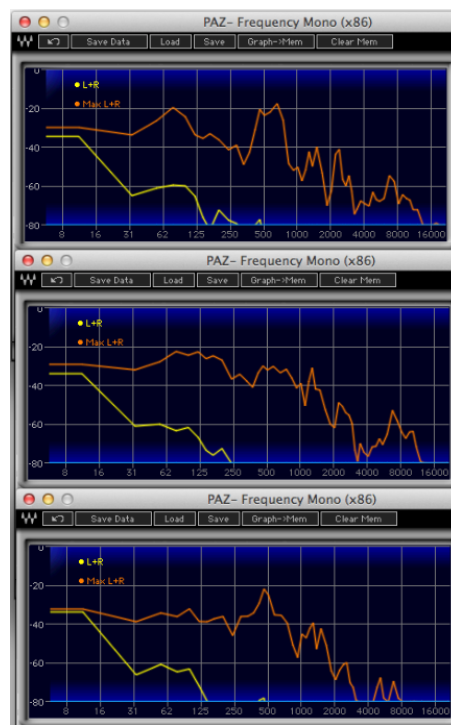 PAZ- Frequency Mono (x86)
Save Data Load Save Graph->Mem Clear Mem
0
L+R
Max L+R
-20
-40
-60
-80
8 16 31 62 125 250 500 1000 2000 4000 8000 16000
PAZ- Frequency Mono (x86)
Save Data Load Save Graph->Mem Clear Mem
0
L+R
Max L+R
-20
-40
-60
-80
8 16 31 62 125 250 500 1000 2000 4000 8000 16000
PAZ- Frequency Mono (x86)
Save Data Load Save Graph->Mem Clear Mem
0
L+R
Max L+R
-20
-40
-60
-80
8 16 31 62 125 250 500 1000 2000 4000 8000 16000